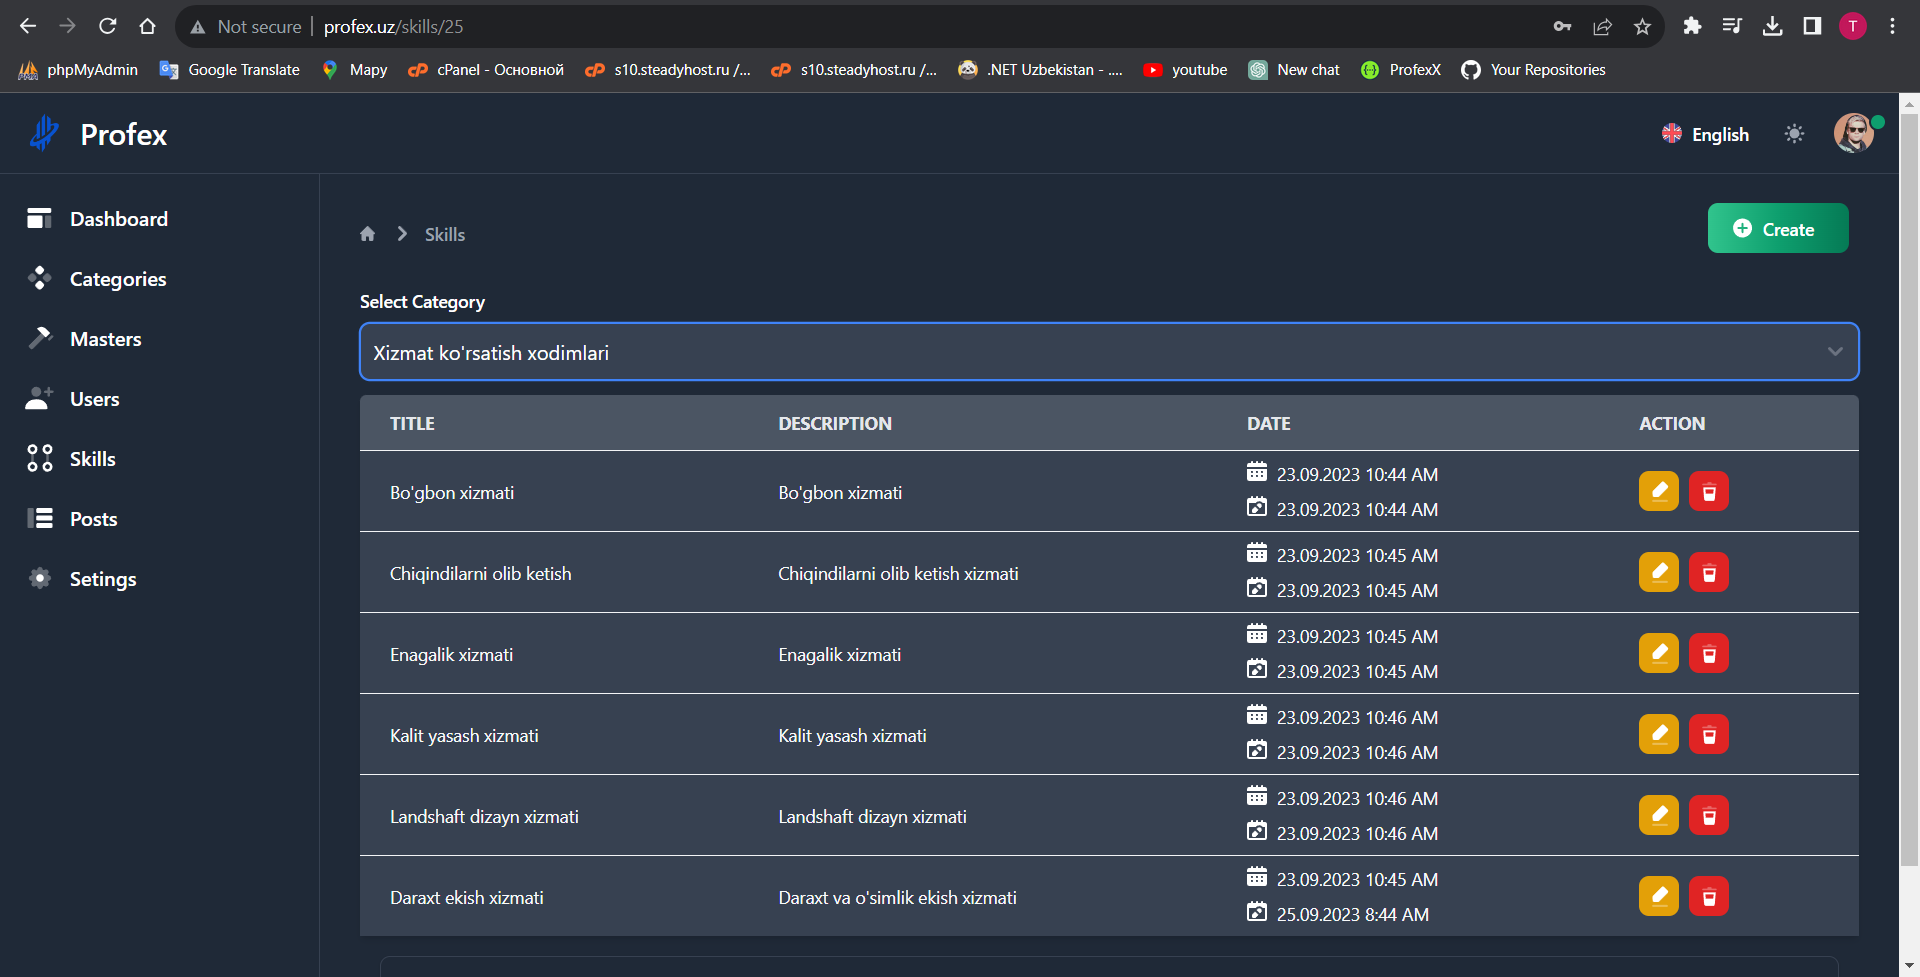 Not secure | profex.uz/skills/25
T
phpMyAdmin
Google Translate
Mapy
cPanel - Основной
s10.steadyhost.ru /...
s10.steadyhost.ru /...
.NET Uzbekistan - ....
youtube
New chat
ProfexX
Your Repositories
Profex
English
Dashboard
Categories
Masters
Users
Skills
Posts
Setings
Skills
Create
Select Category
Xizmat ko'rsatish xodimlari
TITLE DESCRIPTION DATE ACTION
Bo'gbon xizmati Bo'gbon xizmati 23.09.2023 10:44 AM
23.09.2023 10:44 AM
Chiqindilarni olib ketish Chiqindilarni olib ketish xizmati 23.09.2023 10:45 AM
23.09.2023 10:45 AM
Enagalik xizmati Enagalik xizmati 23.09.2023 10:45 AM
23.09.2023 10:45 AM
Kalit yasash xizmati Kalit yasash xizmati 23.09.2023 10:46 AM
23.09.2023 10:46 AM
Landshaft dizayn xizmati Landshaft dizayn xizmati 23.09.2023 10:46 AM
23.09.2023 10:46 AM
Daraxt ekish xizmati Daraxt va o'simlik ekish xizmati 23.09.2023 10:45 AM
25.09.2023 8:44 AM